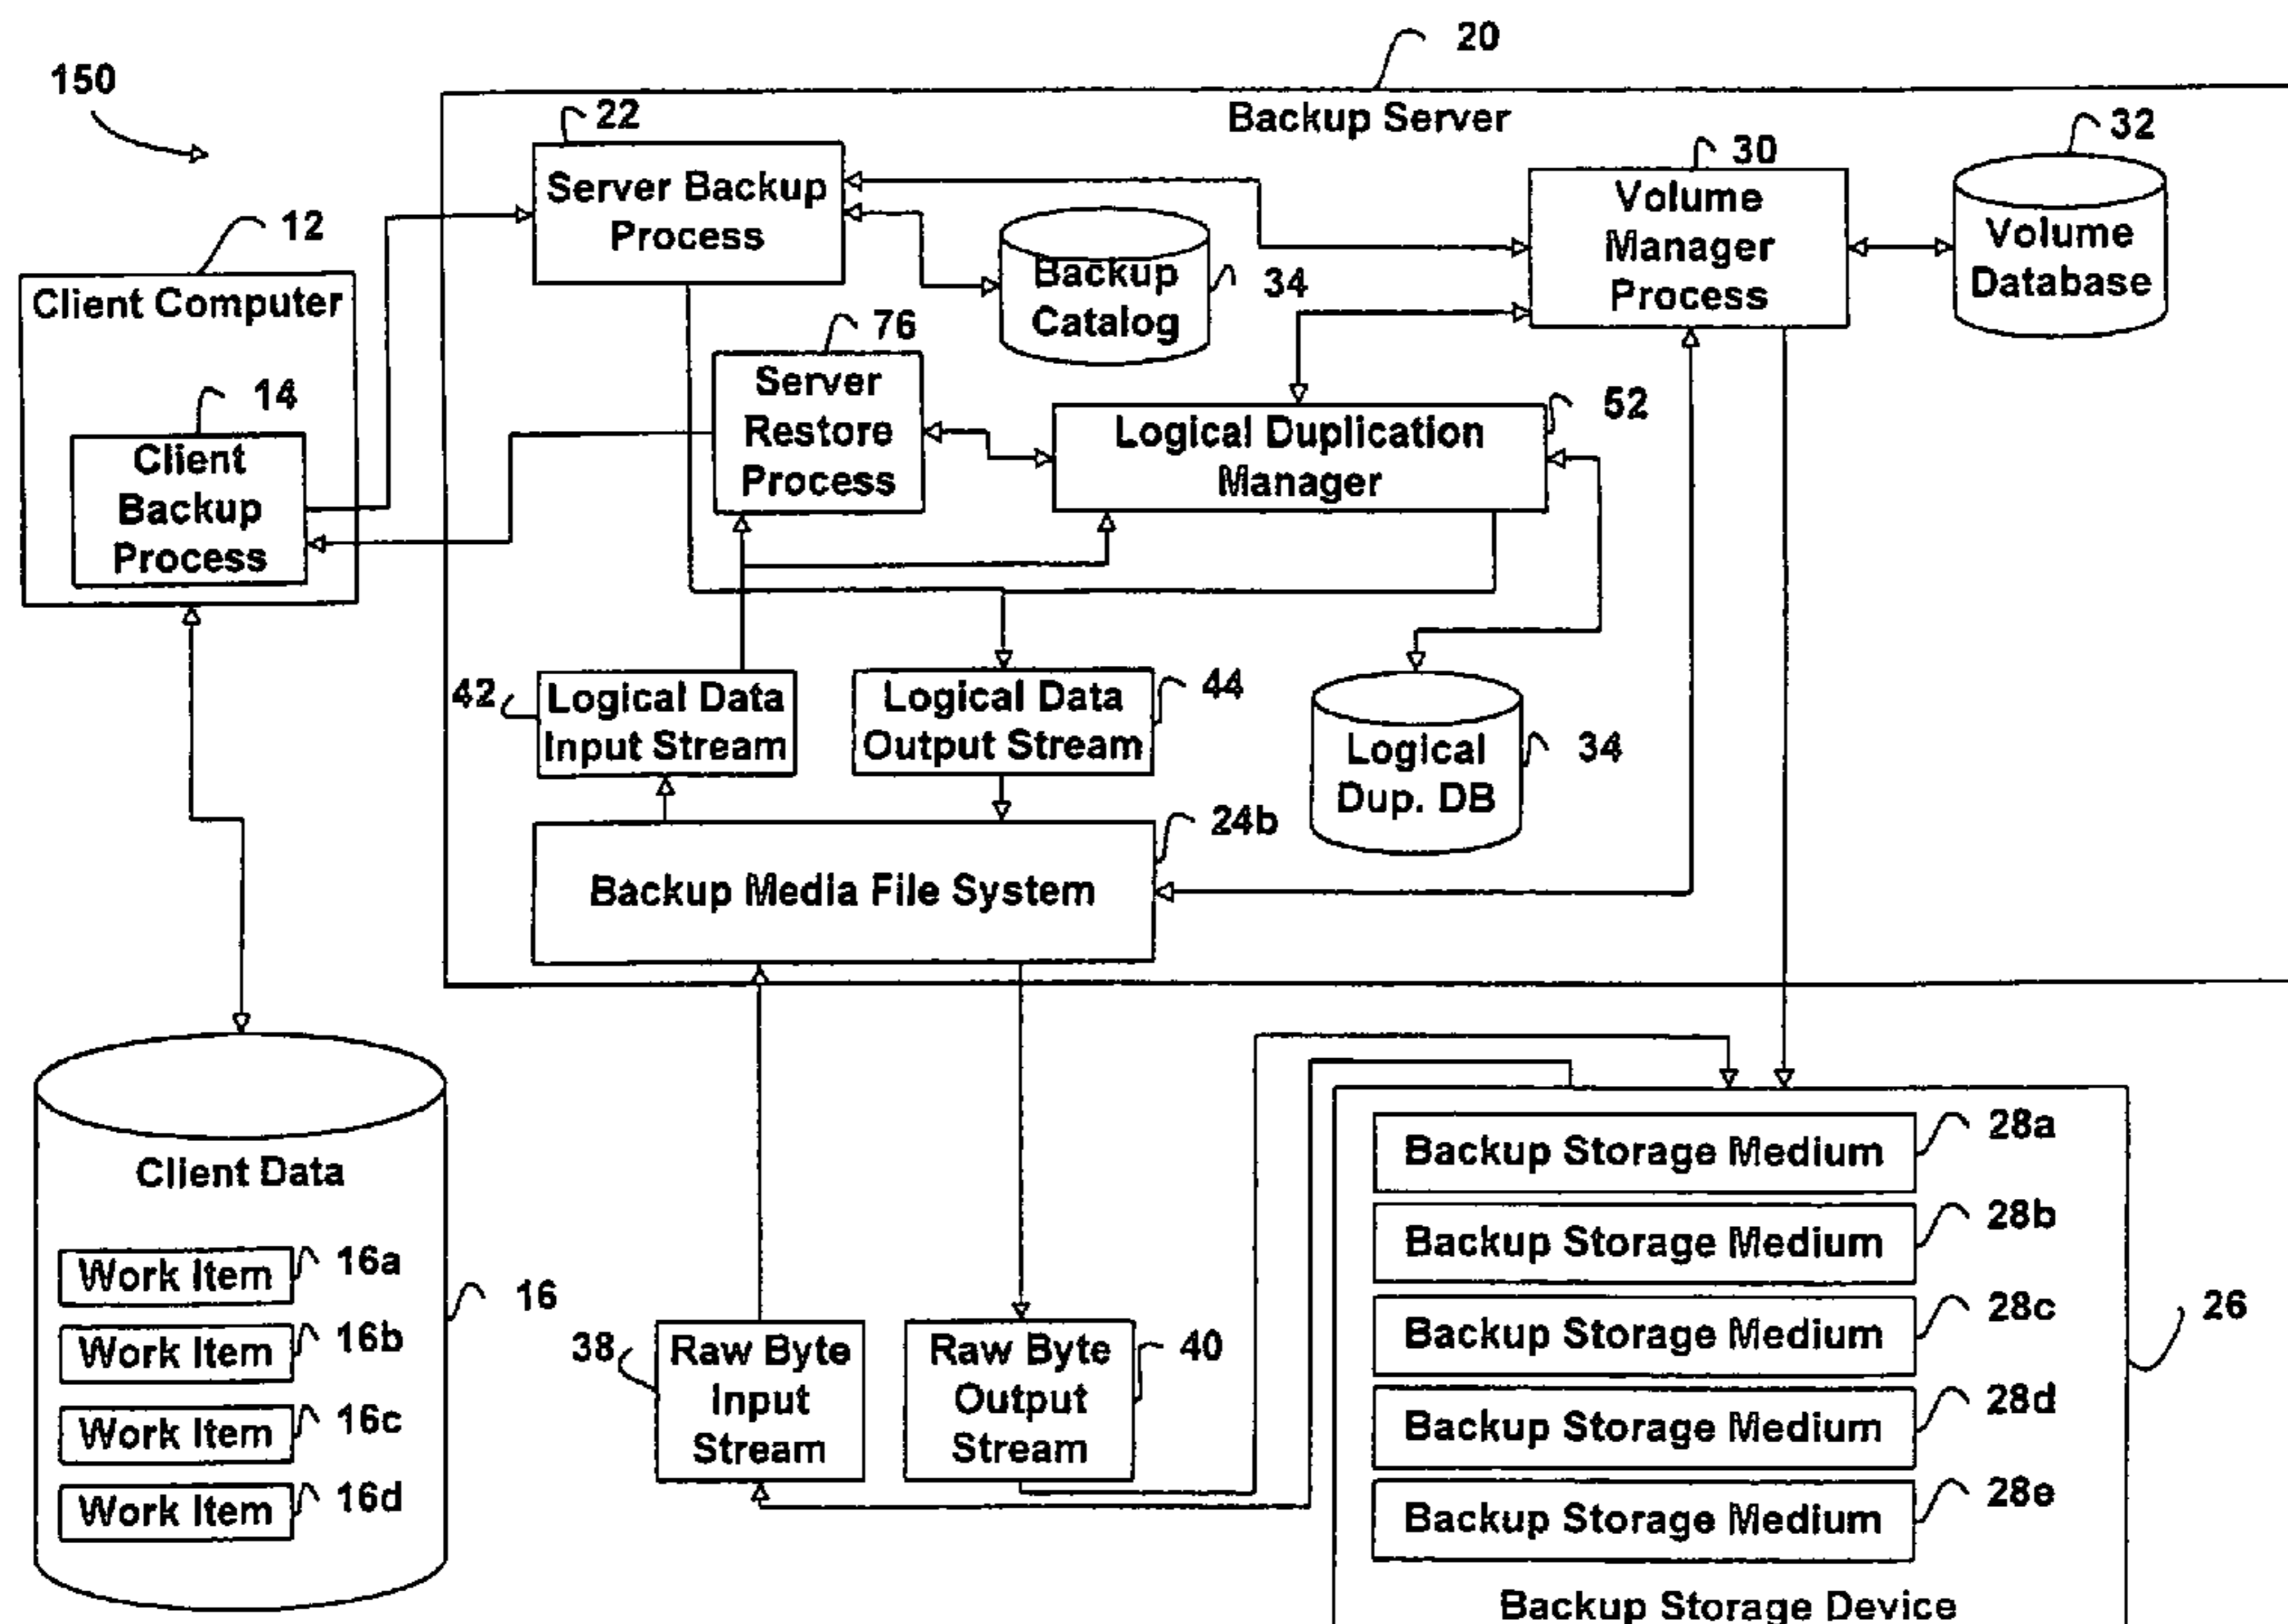 20
150
Backup Server
22
32
30
Server Backup
Process
Volume
Manager
Process
Volume
Database
12
Client Computer
Backup
Catalog
34
76
Server
Restore
Process
14
Client
Backup
Process
52
Logical Duplication
Manager
42
Logical Data
Input Stream
44
Logical Data
Output Stream
34
Logical
Dup. DB
24b
Backup Media File System
Client Data
16a
Work Item
16b
Work Item
16c
Work Item
16d
Work Item
16
38
Raw Byte
Input
Stream
40
Raw Byte
Output
Stream
28a
Backup Storage Medium
28b
Backup Storage Medium
28c
Backup Storage Medium
28d
Backup Storage Medium
28e
Backup Storage Medium
26
Backup Storage Device